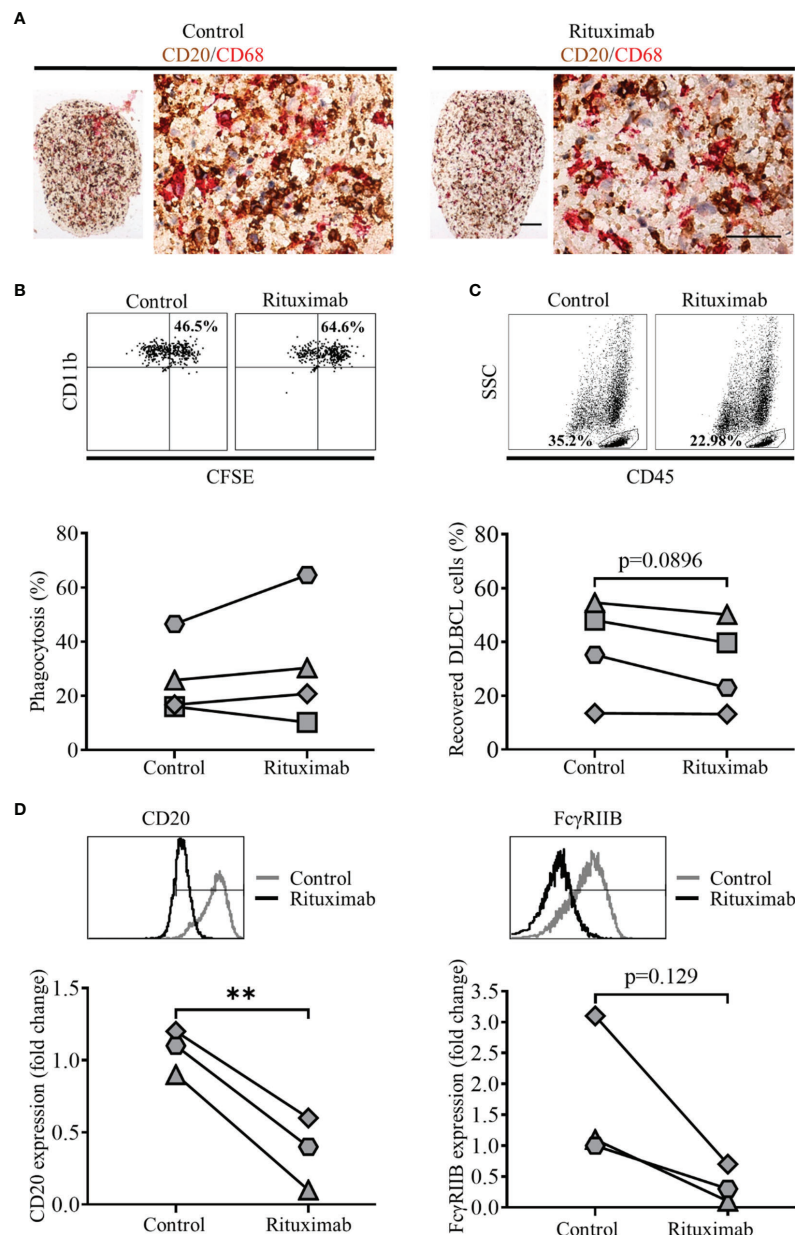 A
Control
CD20/CD68
Rituximab
CD20/CD68
B
Control
Rituximab
46.5%
64.6%
CD11b
CFSE
C
Control
Rituximab
SSC
35.2%
22.98%
CD45
Phagocytosis (%)
80
60
40
20
0
Control
Rituximab
Recovered DLBCL cells (%)
80
60
40
20
0
p=0.0896
Control
Rituximab
D
CD20
Control
Rituximab
FcγRIIB
Control
Rituximab
CD20 expression (fold change)
1.5
1.0
0.5
0.0
**
Control
Rituximab
FcγRIIB expression (fold change)
3.5
3.0
2.5
2.0
1.5
1.0
0.5
0.0
p=0.129
Control
Rituximab